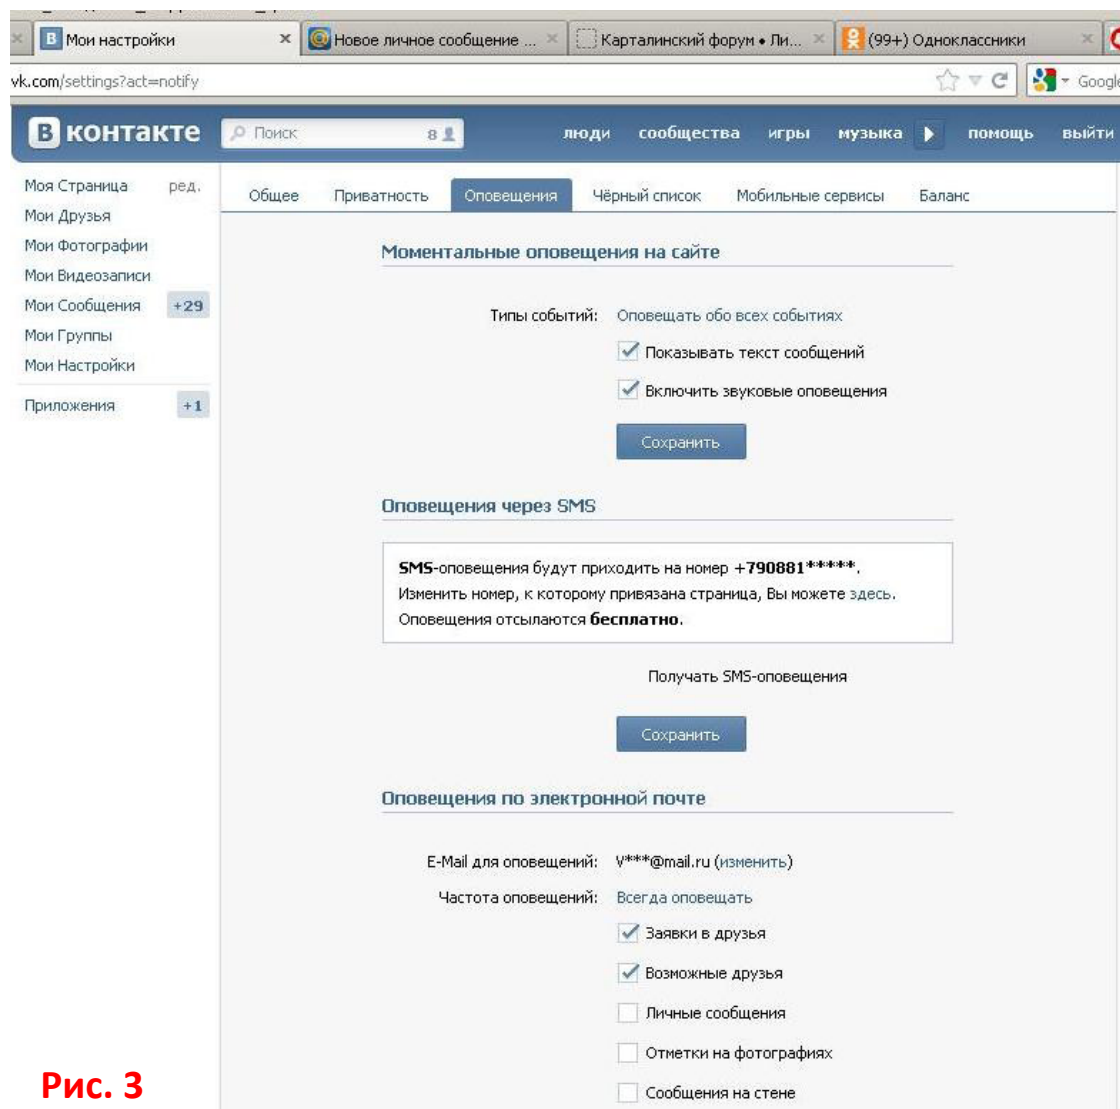 Мои настройки
Новое личное сообщение ...
Карталинский форум • Ли...
(99+) Одноклассники
vk.com/settings?act=notify
Google
В контакте
Поиск
8
люди сообщества игры музыка помощь выйти
Моя Страница ред.
Мои Друзья
Мои Фотографии
Мои Видеозаписи
Мои Сообщения +29
Мои Группы
Мои Настройки
Приложения +1
Общее Приватность Оповещения Чёрный список Мобильные сервисы Баланс
Моментальные оповещения на сайте
Типы событий: Оповещать обо всех событиях
Показывать текст сообщений
Включить звуковые оповещения
Сохранить
Оповещения через SMS
SMS-оповещения будут приходить на номер +790881*****.
Изменить номер, к которому привязана страница, Вы можете здесь.
Оповещения отсылаются бесплатно.
Получать SMS-оповещения
Сохранить
Оповещения по электронной почте
E-Mail для оповещений: V***@mail.ru (изменить)
Частота оповещений: Всегда оповещать
Заявки в друзья
Возможные друзья
Личные сообщения
Отметки на фотографиях
Сообщения на стене
Рис. 3